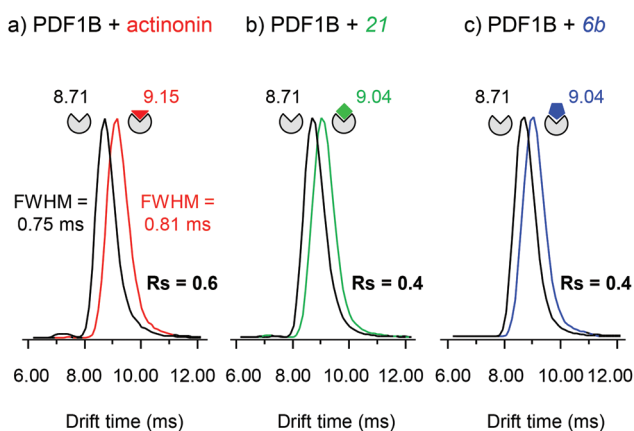 a) PDF1B + actinonin
8.71
9.15
FWHM =
0.75 ms
FWHM =
0.81 ms
Rs = 0.6
6.00 8.00 10.00 12.00
Drift time (ms)
b) PDF1B + 21
8.71
9.04
Rs = 0.4
6.00 8.00 10.00 12.00
Drift time (ms)
c) PDF1B + 6b
8.71
9.04
Rs = 0.4
6.00 8.00 10.00 12.00
Drift time (ms)